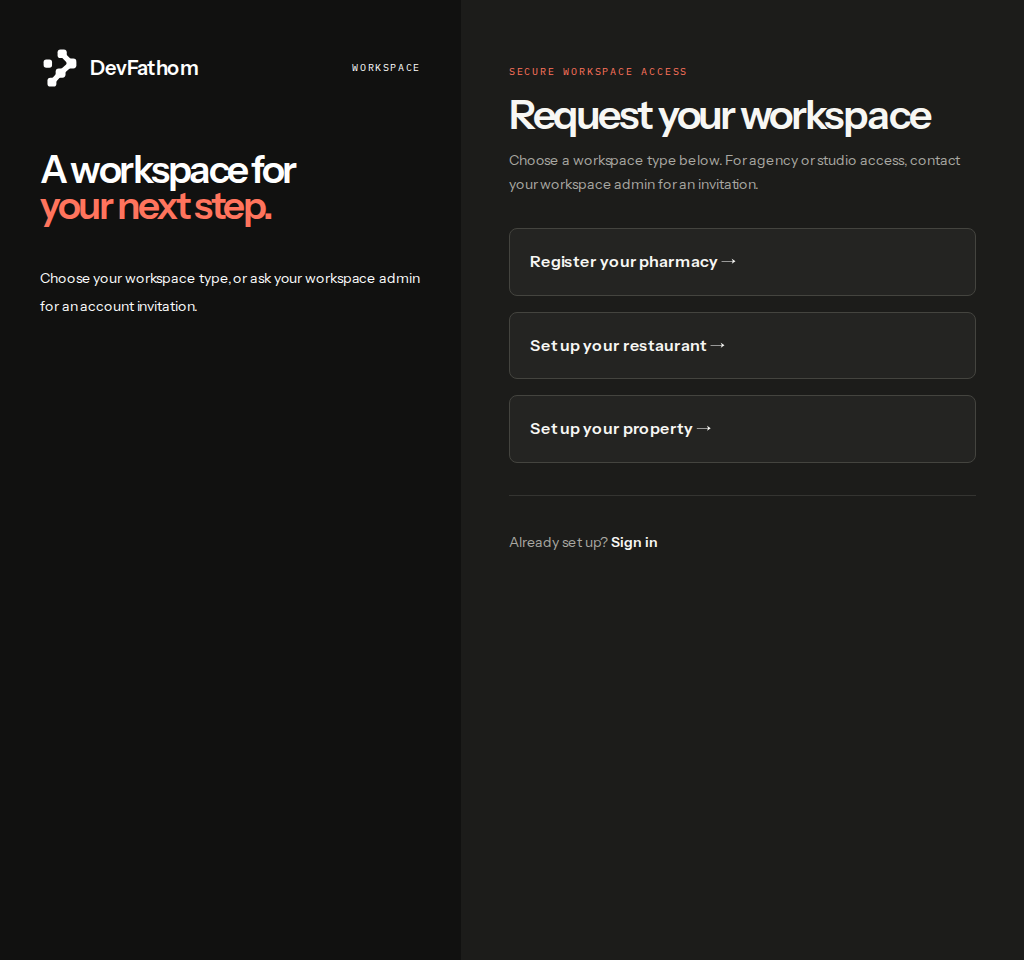 DevFathom
WORKSPACE
A workspace for
your next step.
Choose your workspace type, or ask your workspace admin
for an account invitation.
SECURE WORKSPACE ACCESS
Request your workspace
Choose a workspace type below. For agency or studio access, contact
your workspace admin for an invitation.
Register your pharmacy →
Set up your restaurant →
Set up your property →
Already set up? Sign in